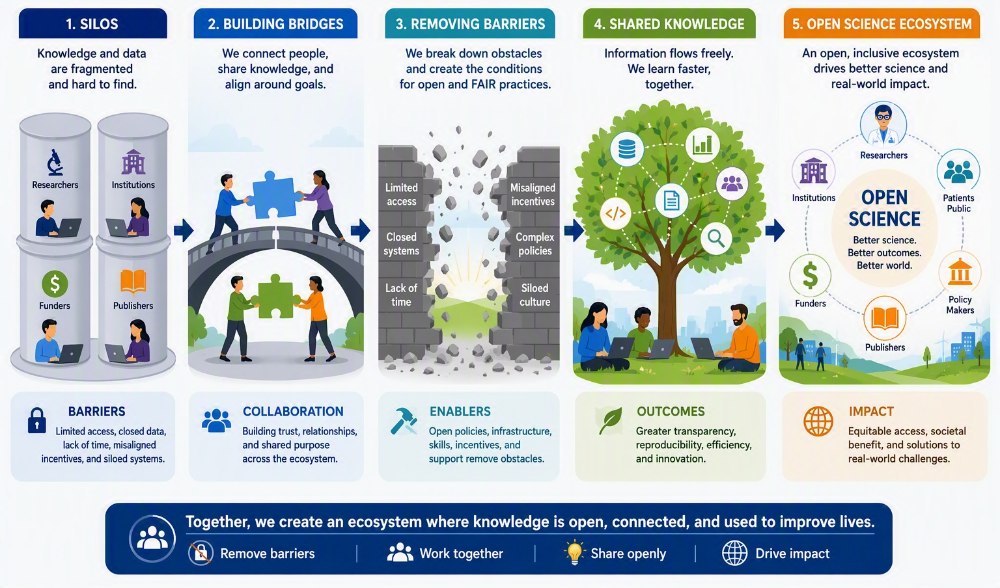 1. SILOS
Knowledge and data
are fragmented
and hard to find.
Researchers
Institutions
Funders
Publishers
BARRIERS
Limited access, closed data,
lack of time, misaligned
incentives, and siloed systems.
2. BUILDING BRIDGES
We connect people,
share knowledge, and
align around goals.
COLLABORATION
Building trust, relationships,
and shared purpose
across the ecosystem.
3. REMOVING BARRIERS
We break down obstacles
and create the conditions
for open and FAIR practices.
Limited
access
Closed
systems
Lack of
time
Misaligned
incentives
Complex
policies
Siloed
culture
ENABLERS
Open policies, infrastructure,
skills, incentives, and
support remove obstacles.
4. SHARED KNOWLEDGE
Information flows freely.
We learn faster,
together.
</>
OUTCOMES
Greater transparency,
reproducibility, efficiency,
and innovation.
5. OPEN SCIENCE ECOSYSTEM
An open, inclusive ecosystem
drives better science and
real-world impact.
Researchers
Institutions
Patients
Public
OPEN
SCIENCE
Better science.
Better outcomes.
Better world.
$
Funders
Policy
Makers
Publishers
IMPACT
Equitable access, societal
benefit, and solutions to
real-world challenges.
Together, we create an ecosystem where knowledge is open, connected, and used to improve lives.
Remove barriers
Work together
Share openly
Drive impact